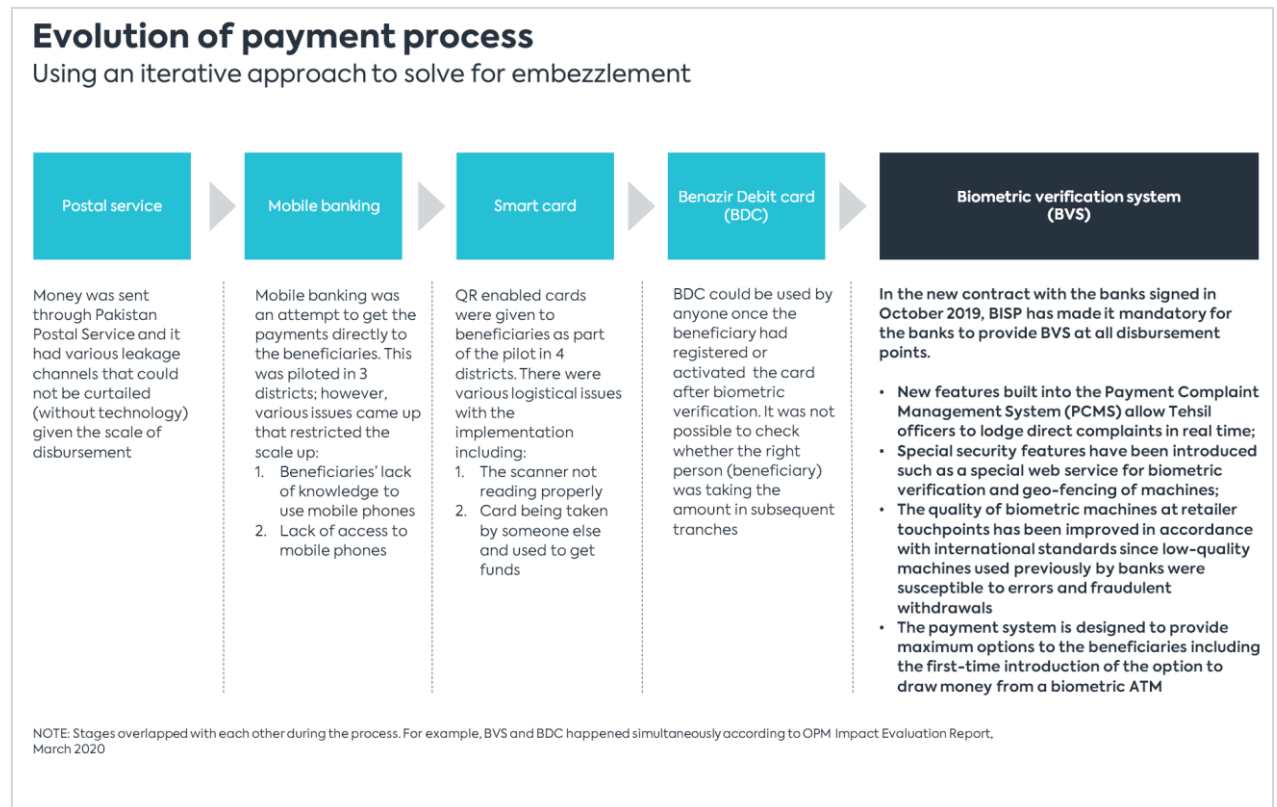 Evolution of payment process
Using an iterative approach to solve for embezzlement
Postal service
Mobile banking
Smart card
Benazir Debit card
(BDC)
Biometric verification system
(BVS)
Money was sent
through Pakistan
Postal Service and it
had various leakage
channels that could
not be curtailed
(without technology)
given the scale of
disbursement
Mobile banking was
an attempt to get the
payments directly to
the beneficiaries. This
was piloted in 3
districts; however,
various issues came up
that restricted the
scale up:
1. Beneficiaries' lack
of knowledge to
use mobile phones
2. Lack of access to
mobile phones
QR enabled cards
were given to
beneficiaries as part
of the pilot in 4
districts. There were
various logistical issues
with the
implementation
including:
1. The scanner not
reading properly
2. Card being taken
by someone else
and used to get
funds
BDC could be used by
anyone once the
beneficiary had
registered or
activated the card
after biometric
verification. It was not
possible to check
whether the right
person (beneficiary)
was taking the
amount in subsequent
tranches
In the new contract with the banks signed in
October 2019, BISP has made it mandatory for
the banks to provide BVS at all disbursement
points.
• New features built into the Payment Complaint
Management System (PCMS) allow Tehsil
officers to lodge direct complaints in real time;
• Special security features have been introduced
such as a special web service for biometric
verification and geo-fencing of machines;
• The quality of biometric machines at retailer
touchpoints has been improved in accordance
with international standards since low-quality
machines used previously by banks were
susceptible to errors and fraudulent
withdrawals
• The payment system is designed to provide
maximum options to the beneficiaries including
the first-time introduction of the option to
draw money from a biometric ATM
NOTE: Stages overlapped with each other during the process. For example, BVS and BDC happened simultaneously according to OPM Impact Evaluation Report,
March 2020